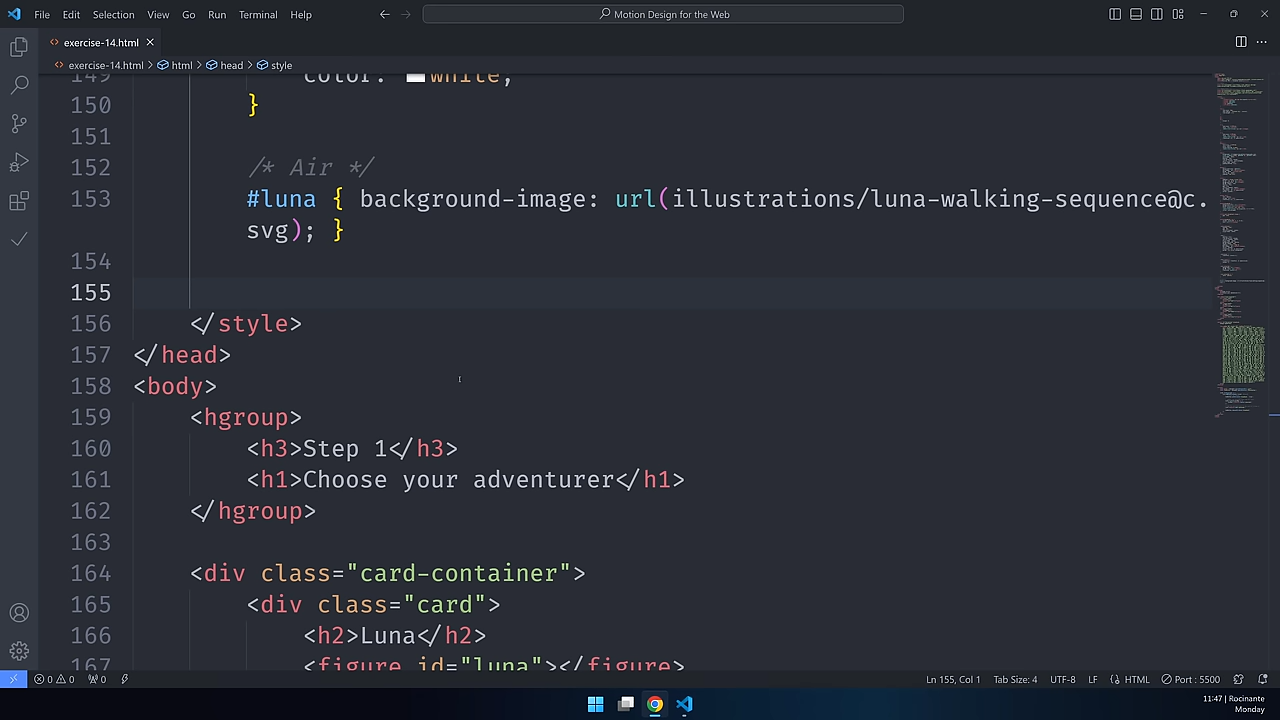 File Edit Selection View Go Run Terminal Help
Motion Design for the Web
exercise-14.html
exercise-14.html > html > head > style
149 color: white;
150 }
151
152 /* Air */
153 #luna { background-image: url(illustrations/luna-walking-sequence@c.
svg); }
154
155
156 </style>
157 </head>
158 <body>
159 <hgroup>
160 <h3>Step 1</h3>
161 <h1>Choose your adventurer</h1>
162 </hgroup>
163
164 <div class="card-container">
165 <div class="card">
166 <h2>Luna</h2>
167 <figure id="luna"></figure>
0 0 0 Ln 155, Col 1 Tab Size: 4 UTF-8 LF HTML Port : 5500
11:47 | Rocinante
Monday